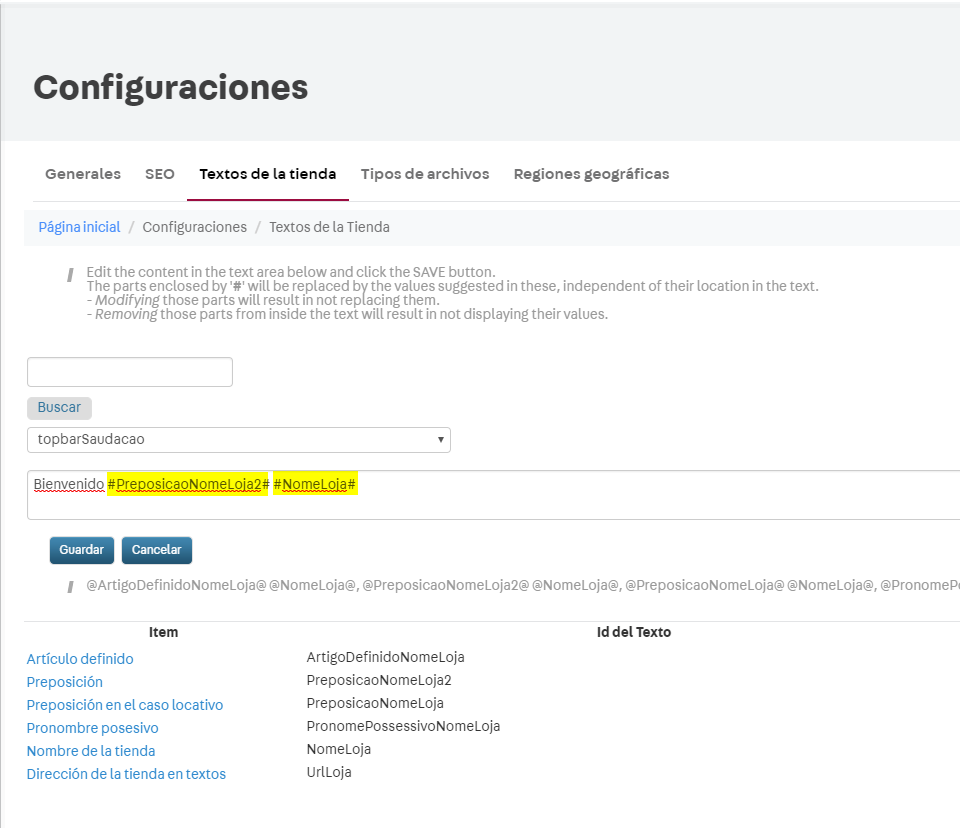 Configuraciones
Generales SEO Textos de la tienda Tipos de archivos Regiones geográficas
Página inicial / Configuraciones / Textos de la Tienda
Edit the content in the text area below and click the SAVE button.
The parts enclosed by '#' will be replaced by the values suggested in these, independent of their location in the text.
- Modifying those parts will result in not replacing them.
- Removing those parts from inside the text will result in not displaying their values.
Buscar
topbarSaudacao
Bienvenido #PreposicaoNomeLoja2# #NomeLoja#
Guardar Cancelar
@ArtigoDefinidoNomeLoja@ @NomeLoja@, @PreposicaoNomeLoja2@ @NomeLoja@, @PreposicaoNomeLoja@ @NomeLoja@,
Item Id del Texto
Artículo definido ArtigoDefinidoNomeLoja
Preposición PreposicaoNomeLoja2
Preposición en el caso locativo PreposicaoNomeLoja
Pronombre posesivo PronomePossessivoNomeLoja
Nombre de la tienda NomeLoja
Dirección de la tienda en textos UrlLoja